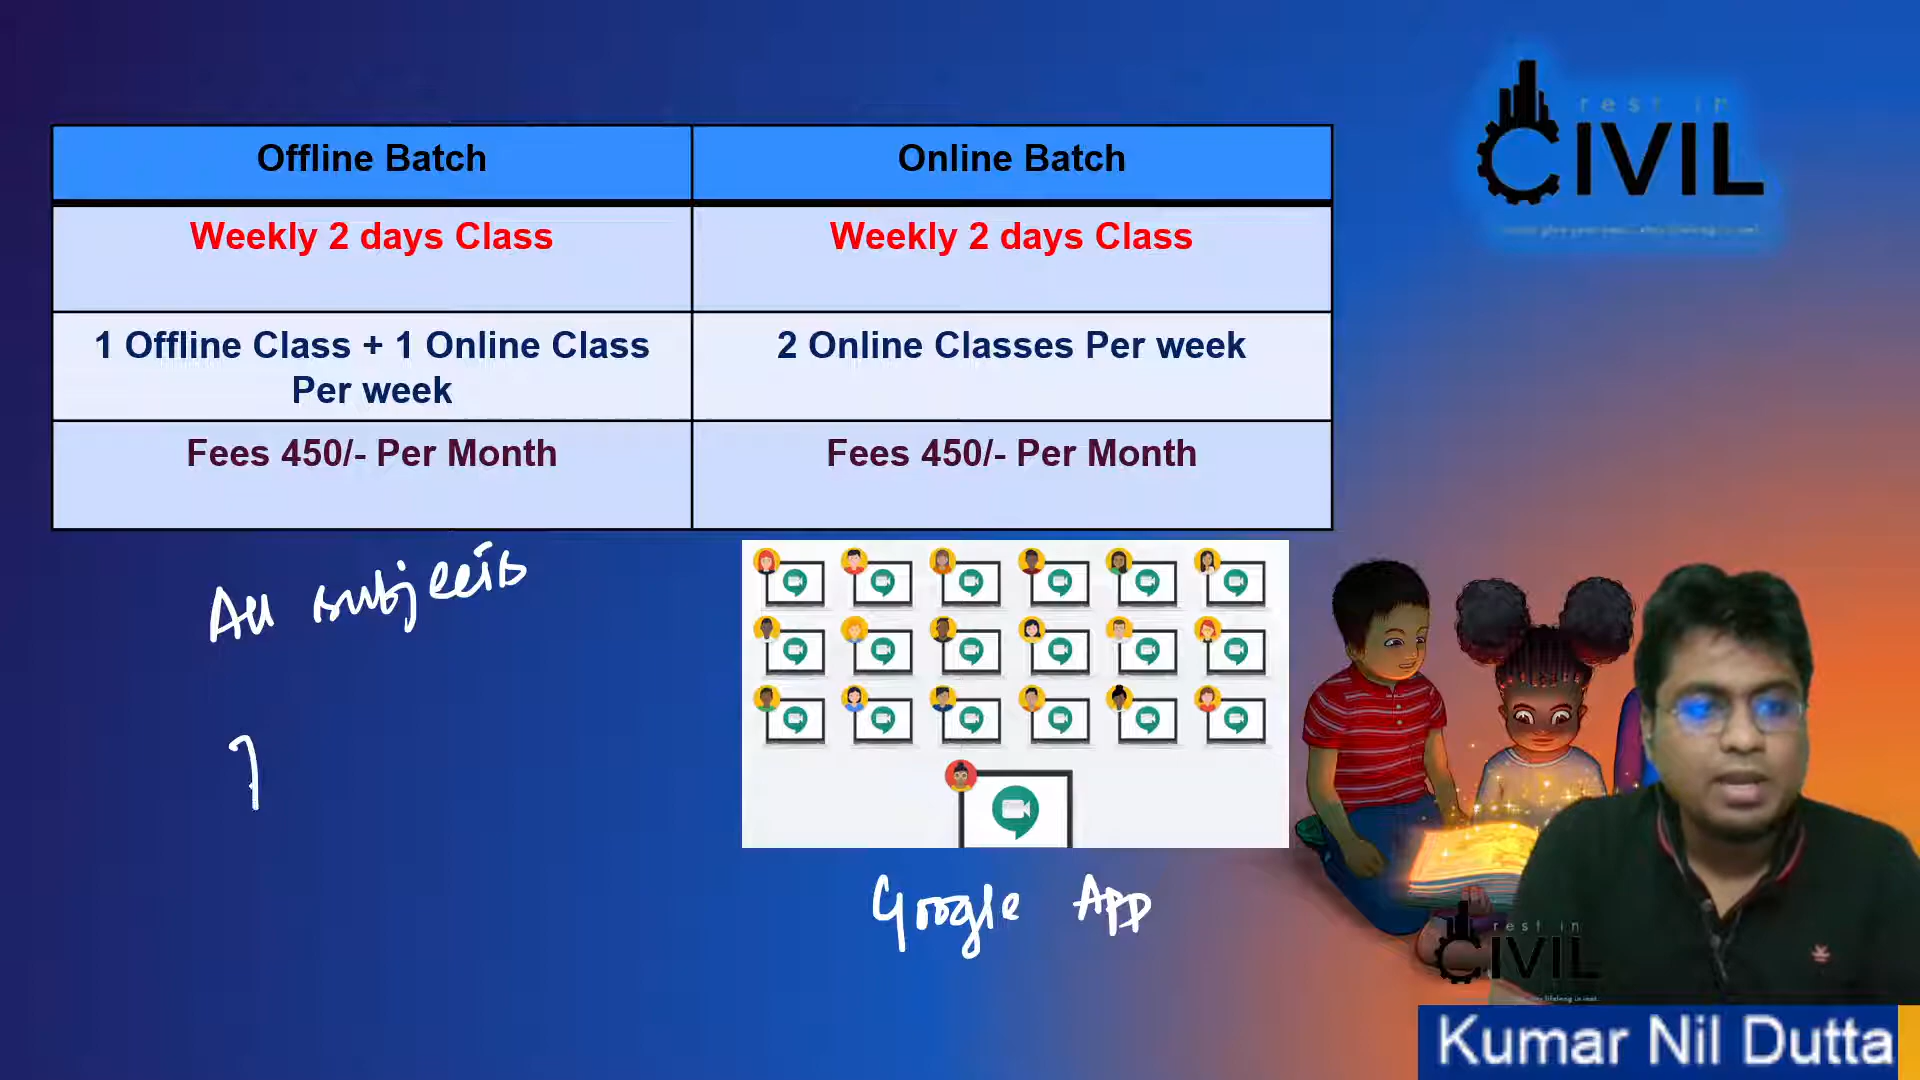 rest in
CIVIL
Offline Batch
Online Batch
Weekly 2 days Class
Weekly 2 days Class
1 Offline Class + 1 Online Class
Per week
2 Online Classes Per week
Fees 450/- Per Month
Fees 450/- Per Month
All subjects
Google App
rest in
CIVIL
Kumar Nil Dutta